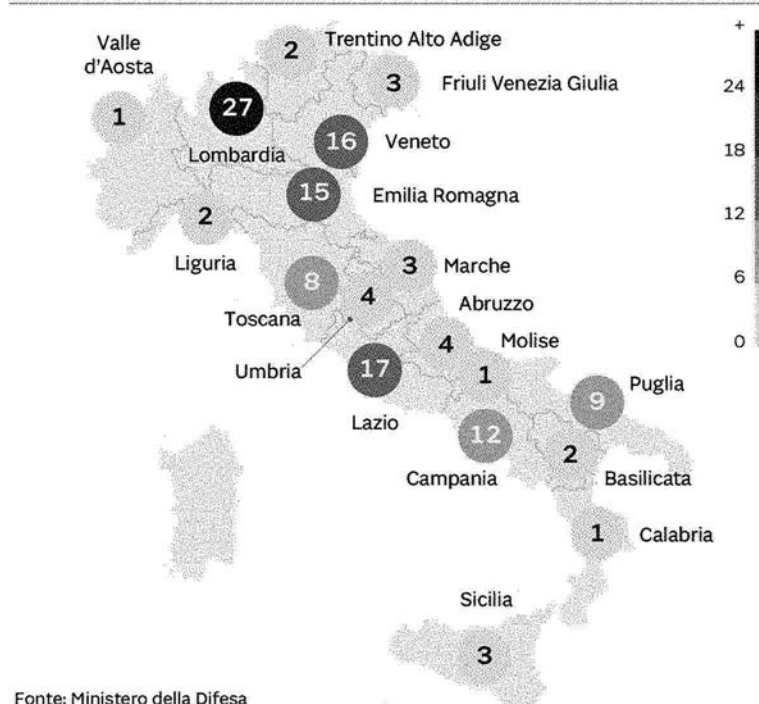 Valle
d'Aosta
1
2
Trentino Alto Adige
3
Friuli Venezia Giulia
27
Lombardia
16
Veneto
15
Emilia Romagna
2
Liguria
8
Toscana
3
Marche
4
Umbria
Abruzzo
4
Molise
1
17
Lazio
12
Campania
9
Puglia
2
Basilicata
1
Calabria
Sicilia
3
+
24
18
12
6
0
Fonte: Ministero della Difesa